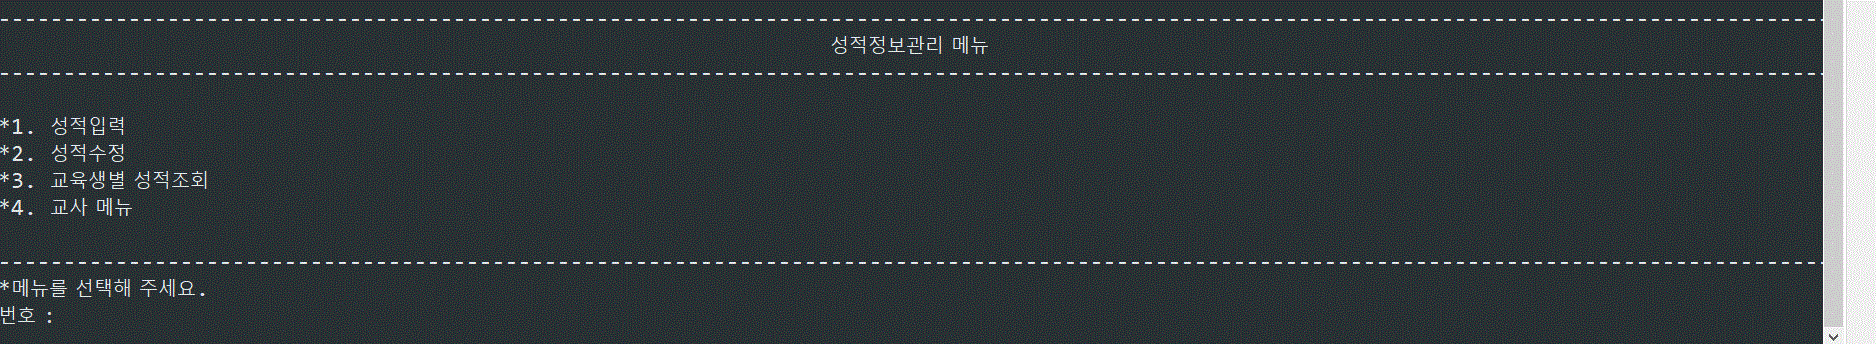 성적정보관리 메뉴
*1. 성적입력
*2. 성적수정
*3. 교육생별 성적조회
*4. 교사 메뉴
*메뉴를 선택해 주세요.
번호 :